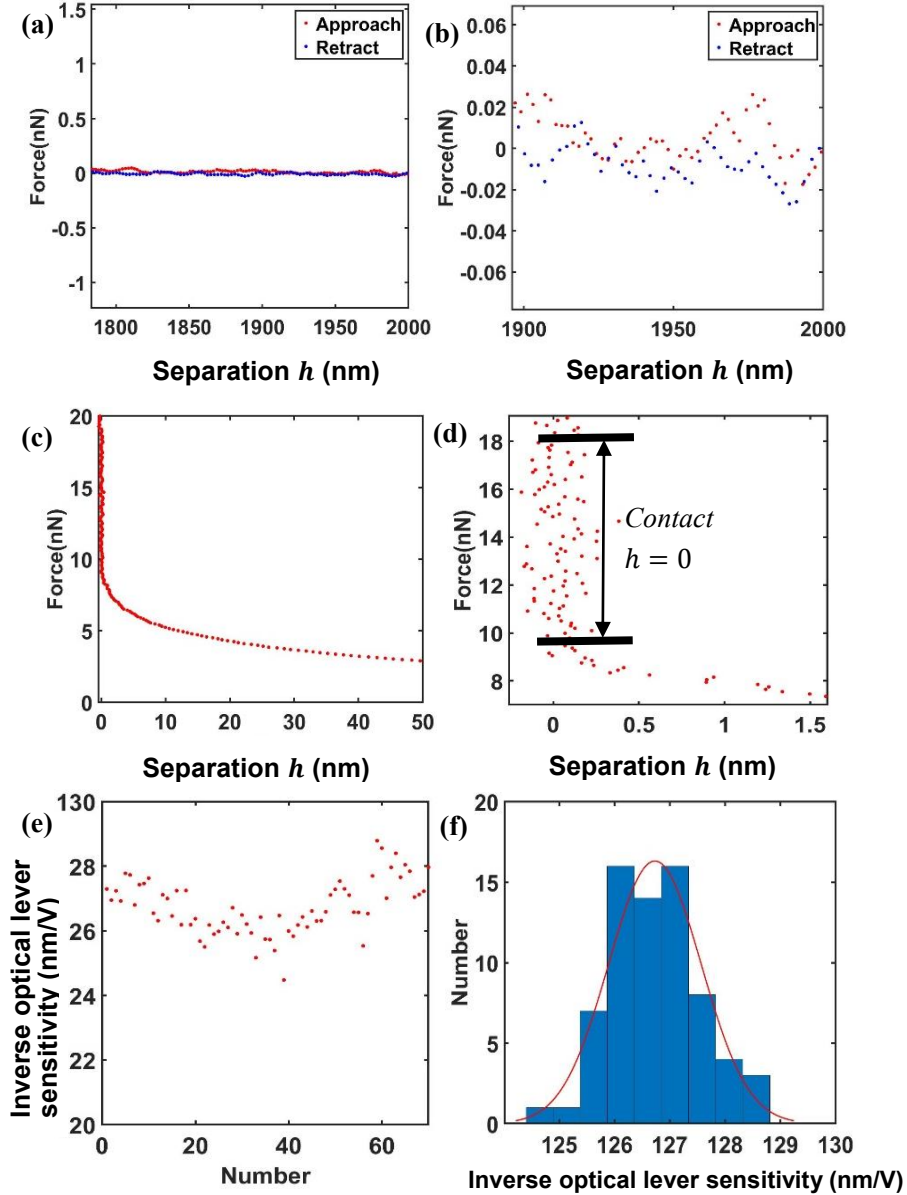 (a)
1.5
1
0.5
0
-0.5
-1
Force(nN)
Approach
Retract
1800 1850 1900 1950 2000
Separation h (nm)
(b)
0.06
0.04
0.02
0
-0.02
-0.04
-0.06
Force(nN)
Approach
Retract
1900 1950 2000
Separation h (nm)
(c)
20
15
10
5
0
Force(nN)
0 10 20 30 40 50
Separation h (nm)
(d)
18
16
14
12
10
8
Force(nN)
Contact
h = 0
0 0.5 1 1.5
Separation h (nm)
(e)
130
28
26
24
22
20
Inverse optical lever
sensitivity (nm/V)
0 20 40 60
Number
(f)
20
15
10
5
0
Number
125 126 127 128 129 130
Inverse optical lever sensitivity (nm/V)